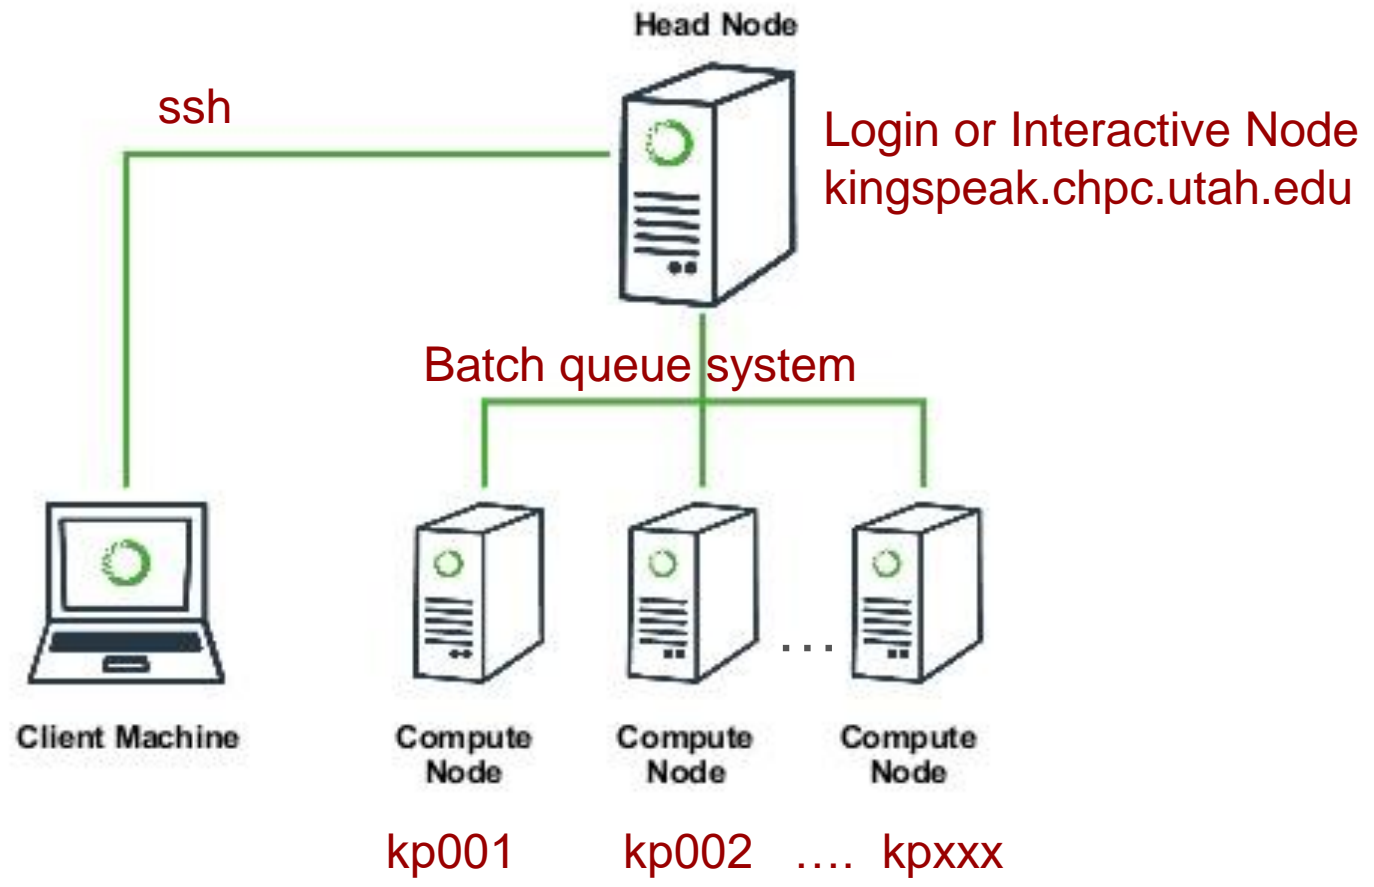 Head Node
ssh
Login or Interactive Node
kingspeak.chpc.utah.edu
Batch queue system
...
Client Machine
Compute
Node
Compute
Node
Compute
Node
kp001 kp002 .... kpxxx